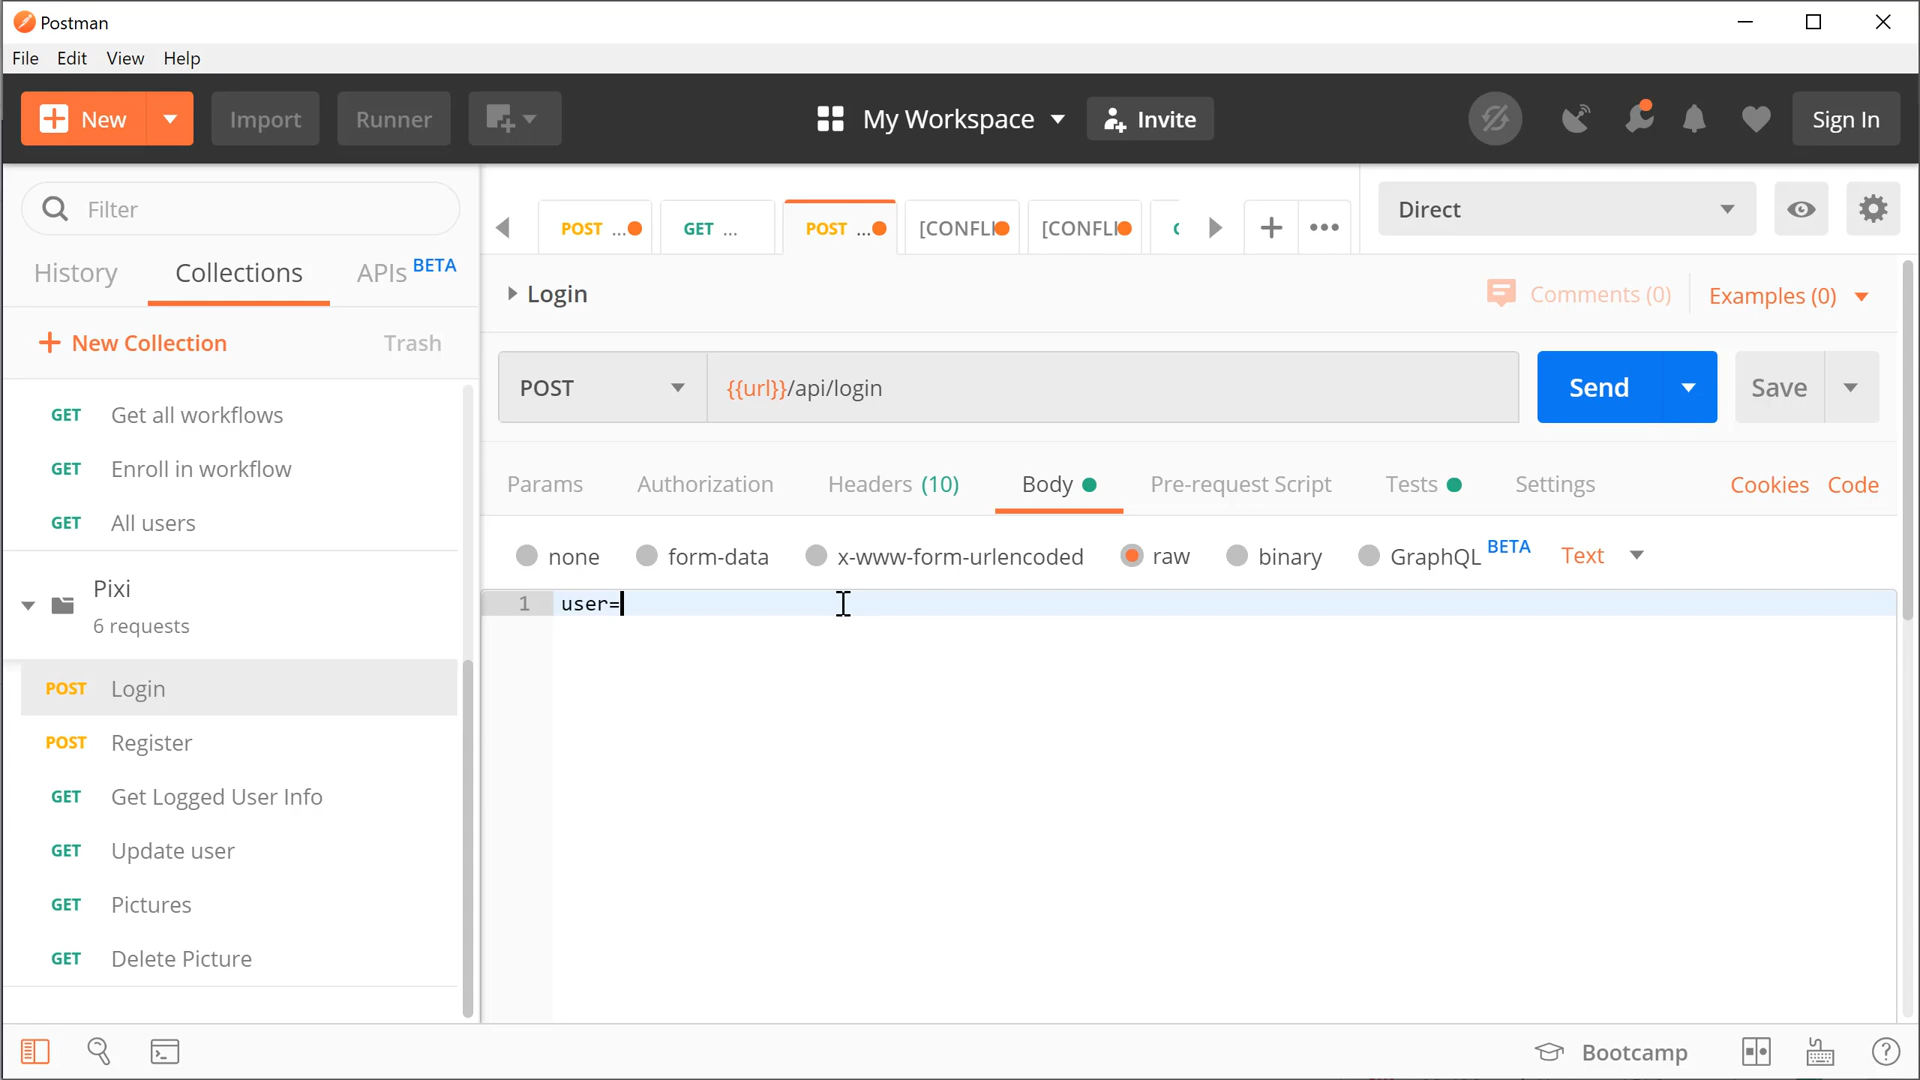 Postman
File Edit View Help
New Import Runner My Workspace Invite Sign In
Filter
History Collections APIs BETA
New Collection Trash
GET Get all workflows
GET Enroll in workflow
GET All users
Pixi
6 requests
POST Login
POST Register
GET Get Logged User Info
GET Update user
GET Pictures
GET Delete Picture
POST ... GET ... POST ... [CONFLI [CONFLI
Direct
Login
Comments (0) Examples (0)
POST {{url}}/api/login Send Save
Params Authorization Headers (10) Body Pre-request Script Tests Settings Cookies Code
none form-data x-www-form-urlencoded raw binary GraphQL BETA Text
1 user=
Bootcamp